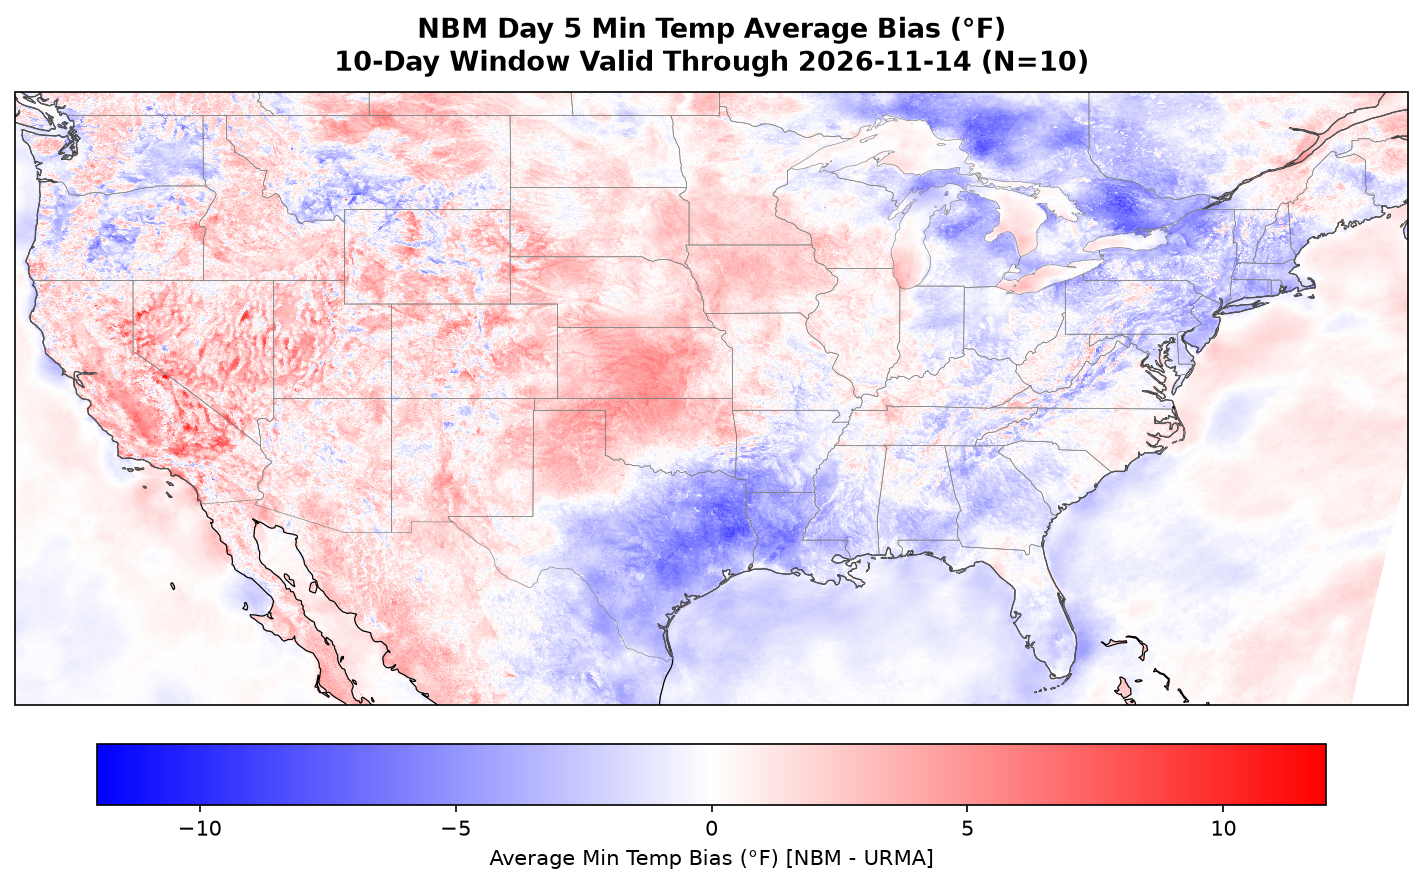 NBM Day 5 Min Temp Average Bias (°F)
10-Day Window Valid Through 2026-11-14 (N=10)
−10 −5 0 5 10
Average Min Temp Bias (°F) [NBM - URMA]